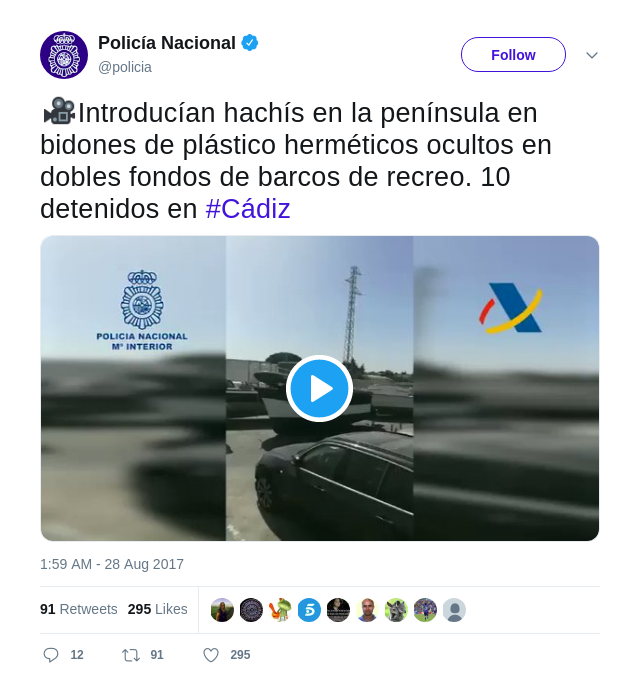 Policía Nacional
@policia
Follow
🎥Introducían hachís en la península en
bidones de plástico herméticos ocultos en
dobles fondos de barcos de recreo. 10
detenidos en #Cádiz
POLICIA NACIONAL
Mº INTERIOR
1:59 AM - 28 Aug 2017
91 Retweets 295 Likes
12 91 295